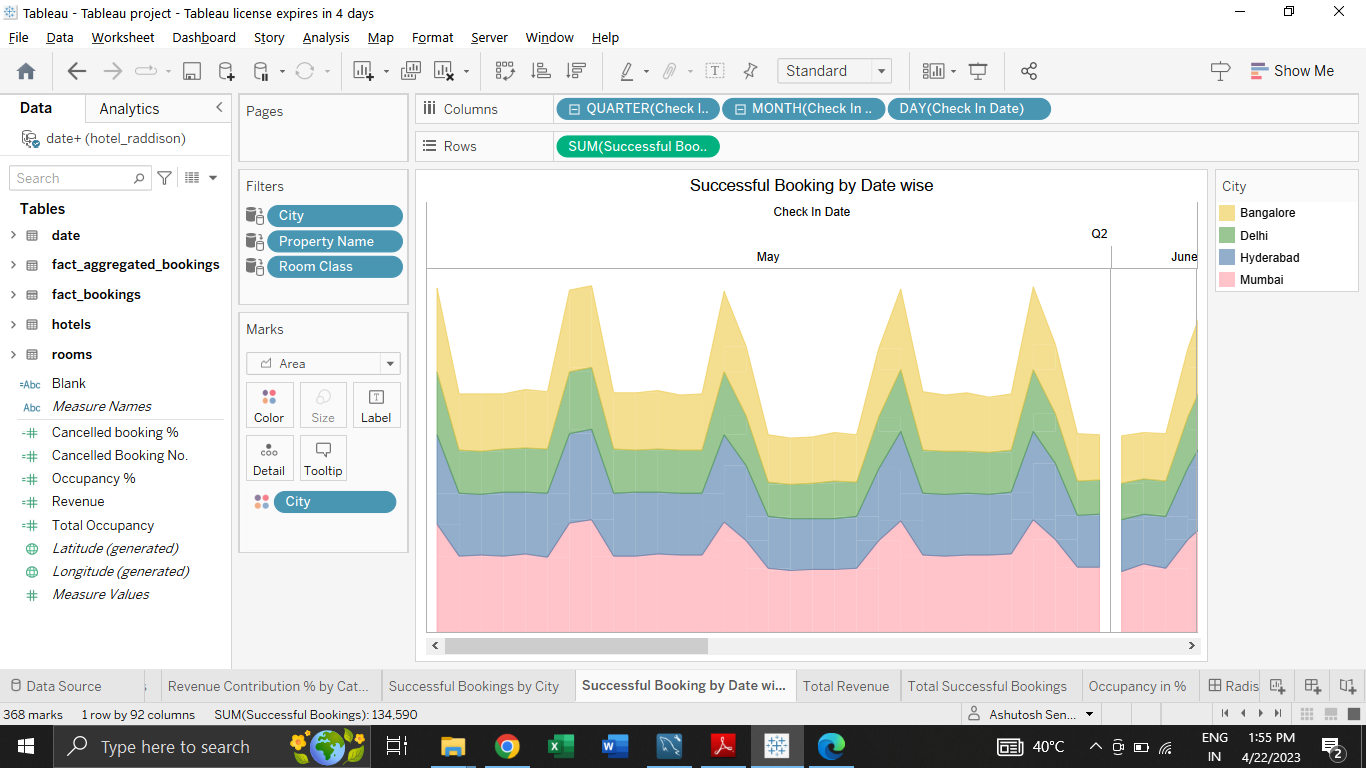 Tableau - Tableau project - Tableau license expires in 4 days
File Data Worksheet Dashboard Story Analysis Map Format Server Window Help
Standard
Show Me
Data Analytics
date+ (hotel_raddison)
Search
Tables
date
fact_aggregated_bookings
fact_bookings
hotels
rooms
Abc Blank
Abc Measure Names
Cancelled booking %
Cancelled Booking No.
Occupancy %
Revenue
Total Occupancy
Latitude (generated)
Longitude (generated)
Measure Values
Pages
Filters
City
Property Name
Room Class
Marks
Area
Color Size Label
Detail Tooltip
City
Columns QUARTER(Check I.. MONTH(Check In .. DAY(Check In Date)
Rows SUM(Successful Boo..
Successful Booking by Date wise
Check In Date
Q2
May June
City
Bangalore
Delhi
Hyderabad
Mumbai
Data Source s Revenue Contribution % by Cat... Successful Bookings by City Successful Booking by Date wi... Total Revenue Total Successful Bookings Occupancy in % Radis
368 marks 1 row by 92 columns SUM(Successful Bookings): 134,590 Ashutosh Sen...
Type here to search 40°C ENG IN 1:55 PM 4/22/2023 2